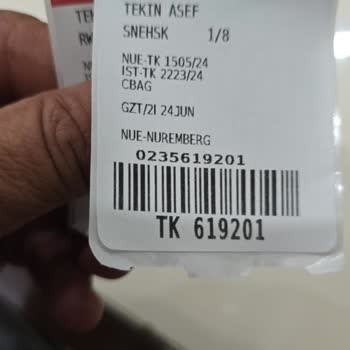 TEKIN ASEF
SNEHSK 1/8
NUE-TK 1505/24
IST-TK 2223/24
CBAG
GZT/2I 24JUN
NUE-NUREMBERG
0235619201
TK 619201